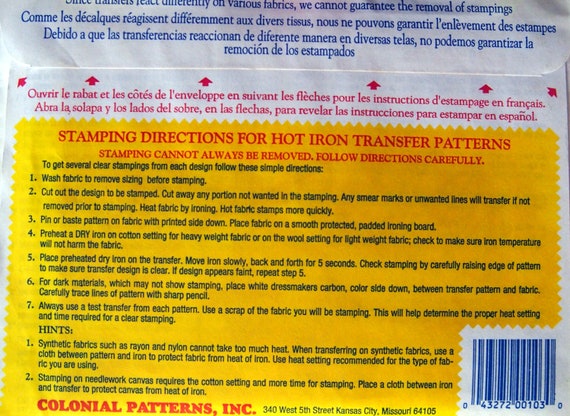 Since transfers react differently on various fabrics, we cannot guarantee the removal of stampings
Comme les décalques réagissent différemment aux divers tissus, nous ne pouvons garantir l'enlèvement des estampes
Debido a que las transferencias reaccionan de diferente manera en diversas telas, no podemos garantizar la
remoción de los estampados
Ouvrir le rabat et les côtés de l'enveloppe en suivant les flèches pour les instructions d'estampage en français.
Abra la solapa y los lados del sobre, en las flechas, para revelar las instrucciones para estampar en español.
STAMPING DIRECTIONS FOR HOT IRON TRANSFER PATTERNS
STAMPING CANNOT ALWAYS BE REMOVED. FOLLOW DIRECTIONS CAREFULLY.
To get several clear stampings from each design follow these simple directions:
1. Wash fabric to remove sizing before stamping.
2. Cut out the design to be stamped. Cut away any portion not wanted in the stamping. Any smear marks or unwanted lines will transfer if not
removed prior to stamping. Heat fabric by ironing. Hot fabric stamps more quickly.
3. Pin or baste pattern on fabric with printed side down. Place fabric on a smooth protected, padded ironing board.
4. Preheat a DRY iron on cotton setting for heavy weight fabric or on the wool setting for light weight fabric; check to make sure iron temperature
will not harm the fabric.
5. Place preheated dry iron on the transfer. Move iron slowly, back and forth for 5 seconds. Check stamping by carefully raising edge of pattern
to make sure transfer design is clear. If design appears faint, repeat step 5.
6. For dark materials, which may not show stamping, place white dressmakers carbon, color side down, between transfer pattern and fabric.
Carefully trace lines of pattern with sharp pencil.
7. Always use a test transfer from each pattern. Use a scrap of the fabric you will be stamping. This will help determine the proper heat setting
and time required for a clear stamping.
HINTS:
1. Synthetic fabrics such as rayon and nylon cannot take too much heat. When transferring on synthetic fabrics, use a
cloth between pattern and iron to protect fabric from heat of iron. Use heat setting recommended for the type of fab-
ric you are using.
2. Stamping on needlework canvas requires the cotton setting and more time for stamping. Place a cloth between iron
and transfer to protect canvas from heat of iron.
COLONIAL PATTERNS, INC. 340 West 5th Street Kansas City, Missouri 64105
0 43272 00103 0